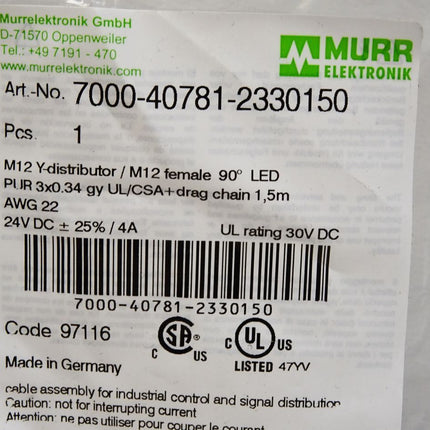 Murrelektronik GmbH
D-71570 Oppenweiler
Tel.: +49 7191 - 470
www.murrelektronik.com
MURR
ELEKTRONIK
Art.-No. 7000-40781-2330150
Pcs. 1
M12 Y-distributor / M12 female 90° LED
PUR 3x0.34 gy UL/CSA+drag chain 1,5m
AWG 22
24V DC ± 25% / 4A UL rating 30V DC
7000-40781-2330150
Code 97116
C SA US
C UL US
LISTED 47YV
Made in Germany
cable assembly for industrial control and signal distribution
Caution: not for interrupting current
Attention: ne pas utiliser pour couper le courant